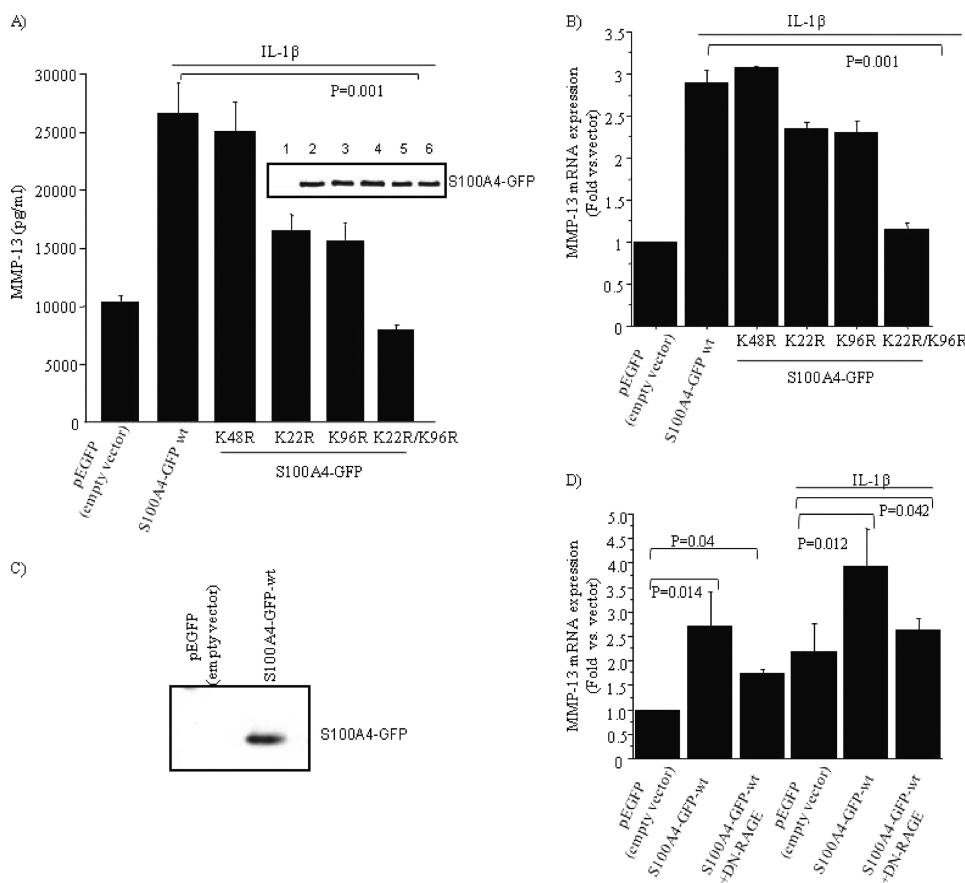 A)
IL-1β
P=0.001
30000
25000
20000
15000
10000
5000
0
MMP-13 (pg/ml)
1 2 3 4 5 6
S100A4-GFP
pEGFP
(empty vector)
S100A4-GFP wt
K48R K22R K96R K22R/K96R
S100A4-GFP
B)
IL-1β
P=0.001
3.5
3
2.5
2
1.5
1
0.5
0
MMP-13 mRNA expression
(Fold vs.vector)
pEGFP
(empty vector)
S100A4-GFP wt
K48R K22R K96R K22R/K96R
S100A4-GFP
C)
pEGFP
(empty vector)
S100A4-GFP-wt
S100A4-GFP
D)
IL-1β
P=0.042
P=0.012
P=0.04
P=0.014
5.0
4.5
4.0
3.5
3.0
2.5
2.0
1.5
1.0
0.5
0
MMP-13 mRNA expression
(Fold vs. vector)
pEGFP
(empty vector)
S100A4-GFP-wt
S100A4-GFP-wt
+DN-RAGE
pEGFP
(empty vector)
S100A4-GFP-wt
S100A4-GFP-wt
+DN-RAGE